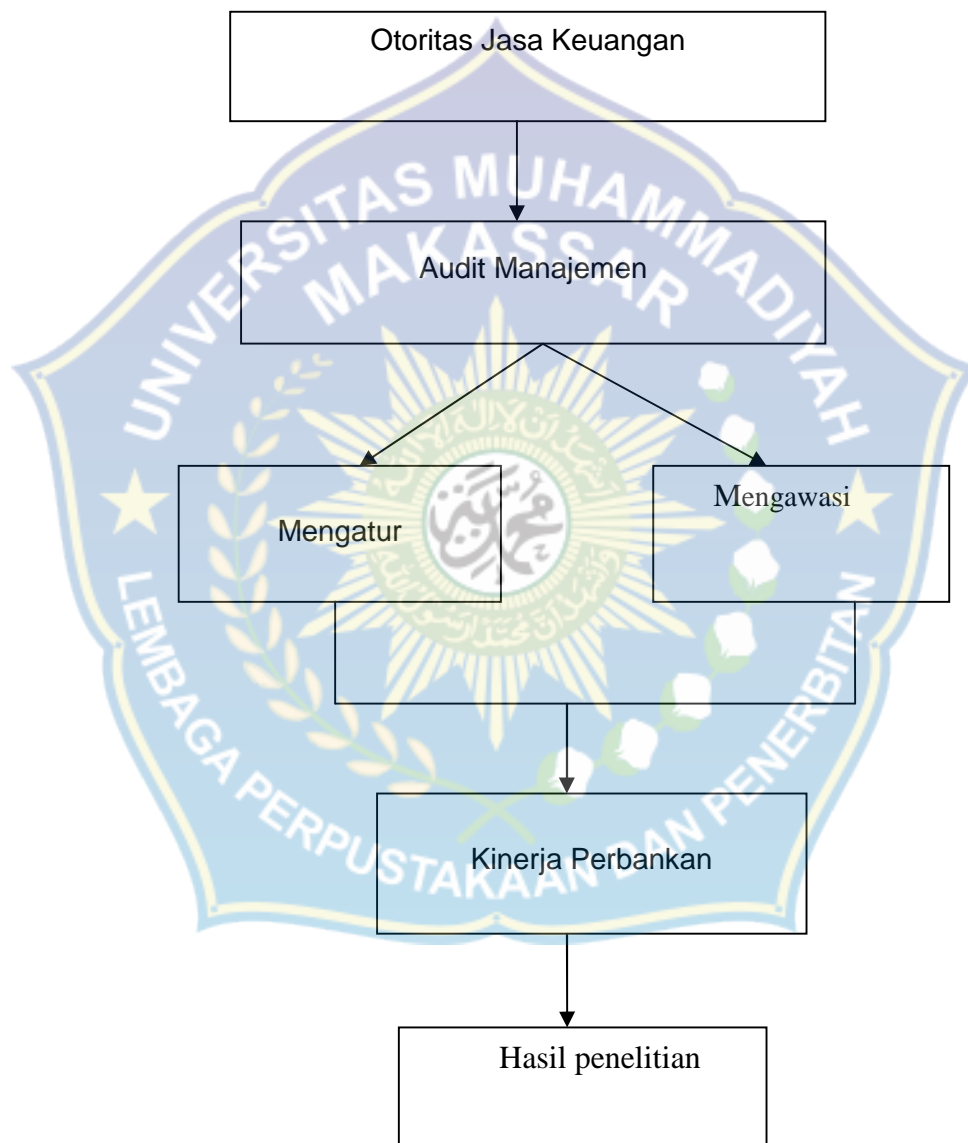 Otoritas Jasa Keuangan
UNIVERSITAS MUHAMMADIYAH
MAKASSAR
Audit Manajemen
Mengatur
Mengawasi
LEMBAGA PERPUSTAKAAN DAN PENERBITAN
Kinerja Perbankan
Hasil penelitian